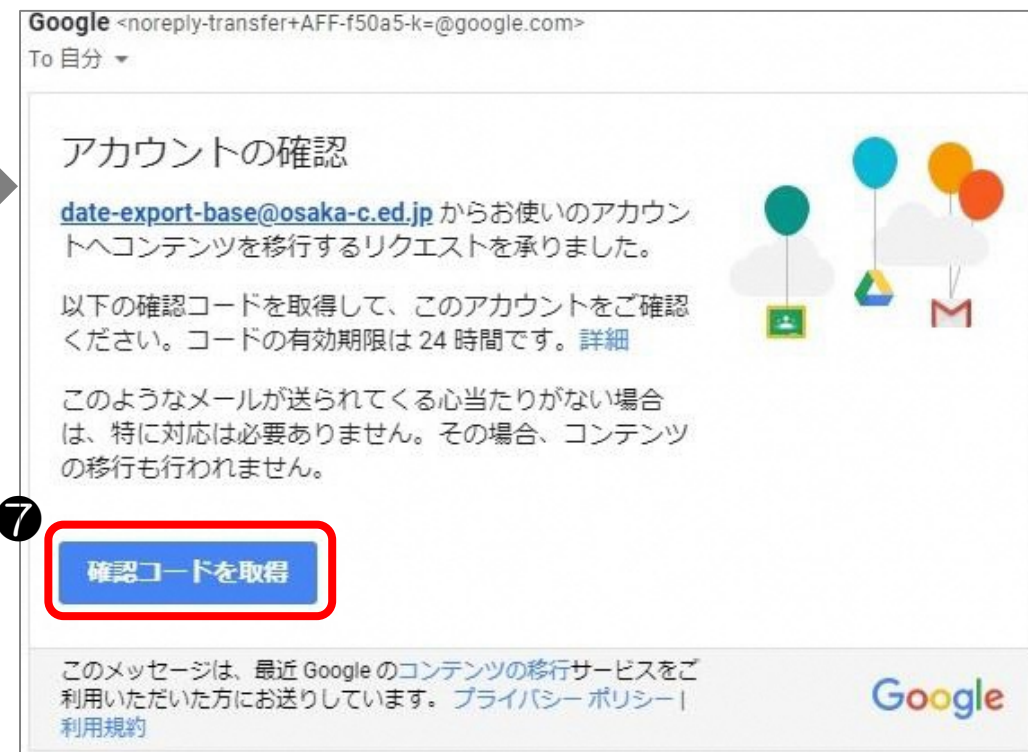 Google <noreply-transfer+AFF-f50a5-k=@google.com>
To 自分
アカウントの確認
date-export-base@osaka-c.ed.jp からお使いのアカウン
トへコンテンツを移行するリクエストを承りました。
以下の確認コードを取得して、このアカウントをご確認
ください。コードの有効期限は 24 時間です。詳細
このようなメールが送られてくる心当たりがない場合
は、特に対応は必要ありません。その場合、コンテンツ
の移行も行われません。
❼
確認コードを取得
このメッセージは、最近 Google のコンテンツの移行サービスをご
利用いただいた方にお送りしています。プライバシー ポリシー |
利用規約
Google